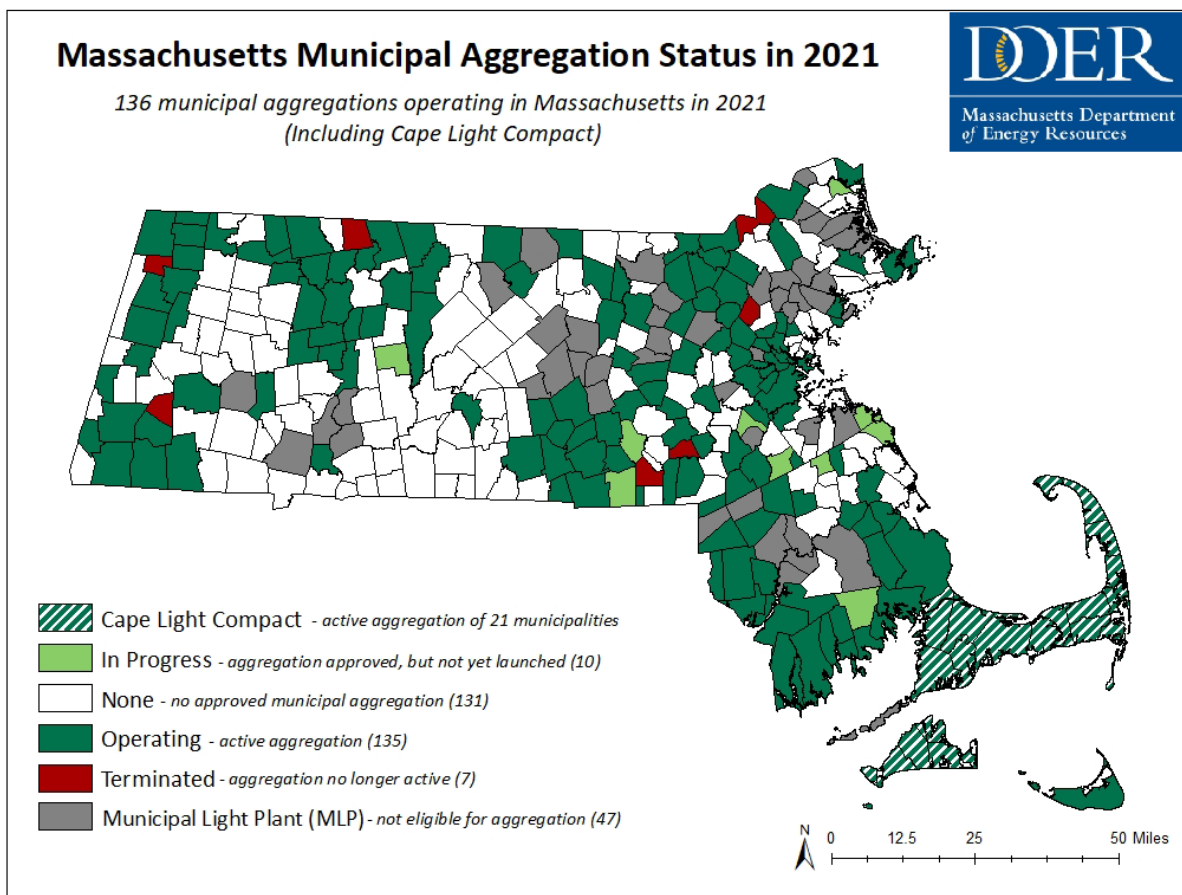 Massachusetts Municipal Aggregation Status in 2021
136 municipal aggregations operating in Massachusetts in 2021
(Including Cape Light Compact)
DOER
Massachusetts Department
of Energy Resources
Cape Light Compact - active aggregation of 21 municipalities
In Progress - aggregation approved, but not yet launched (10)
None - no approved municipal aggregation (131)
Operating - active aggregation (135)
Terminated - aggregation no longer active (7)
Municipal Light Plant (MLP) - not eligible for aggregation (47)
N
0 12.5 25 50 Miles